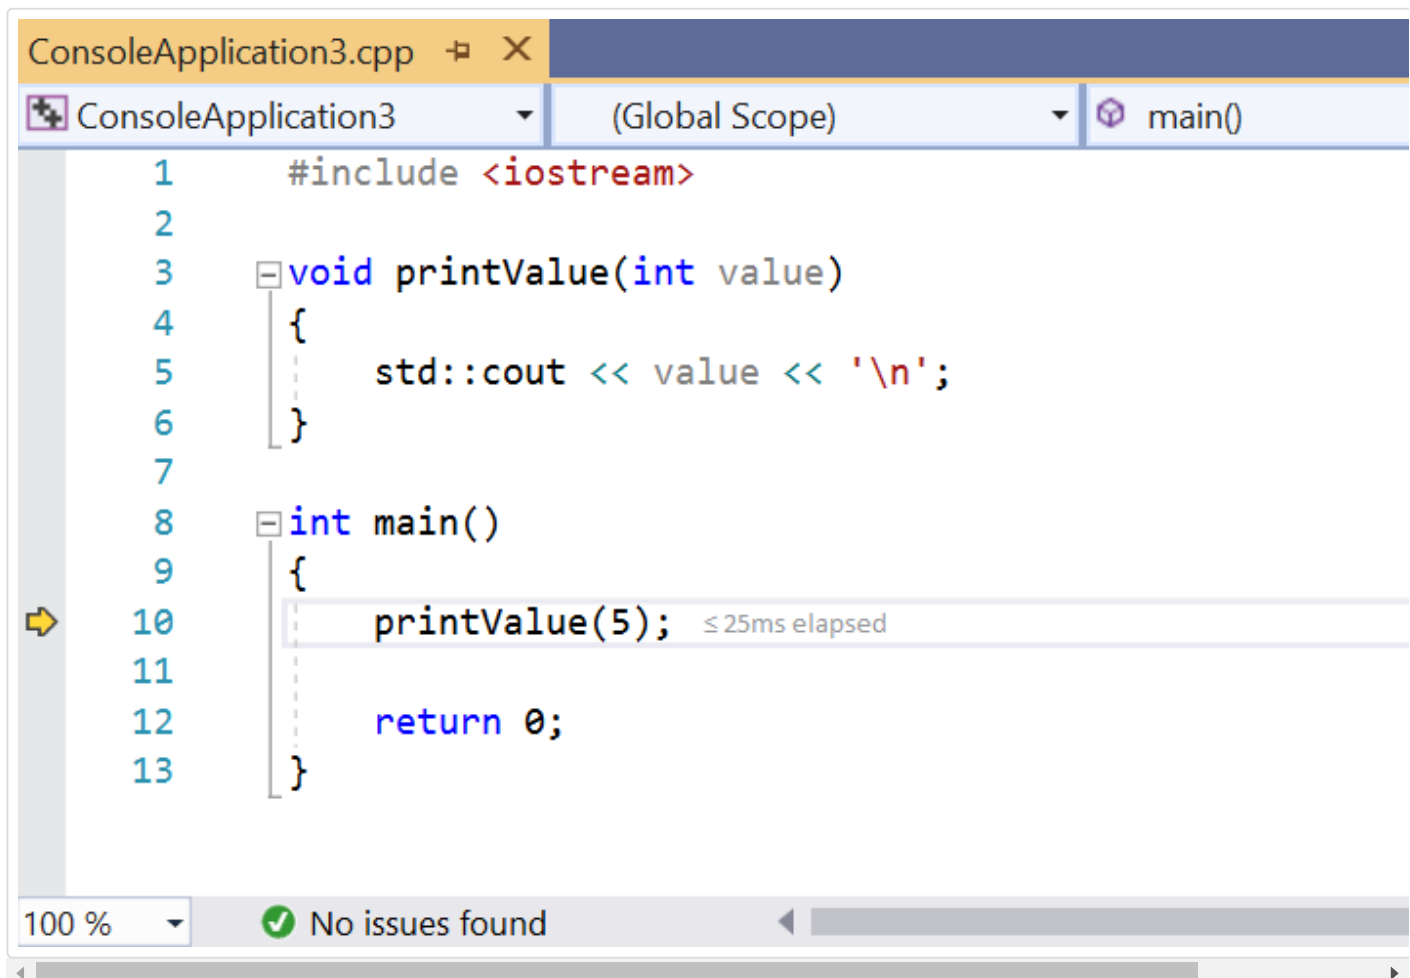 ConsoleApplication3.cpp
ConsoleApplication3 (Global Scope) main()
1 #include <iostream>
2
3 void printValue(int value)
4 {
5 std::cout << value << '\n';
6 }
7
8 int main()
9 {
10 printValue(5); ≤ 25ms elapsed
11
12 return 0;
13 }
100 % No issues found